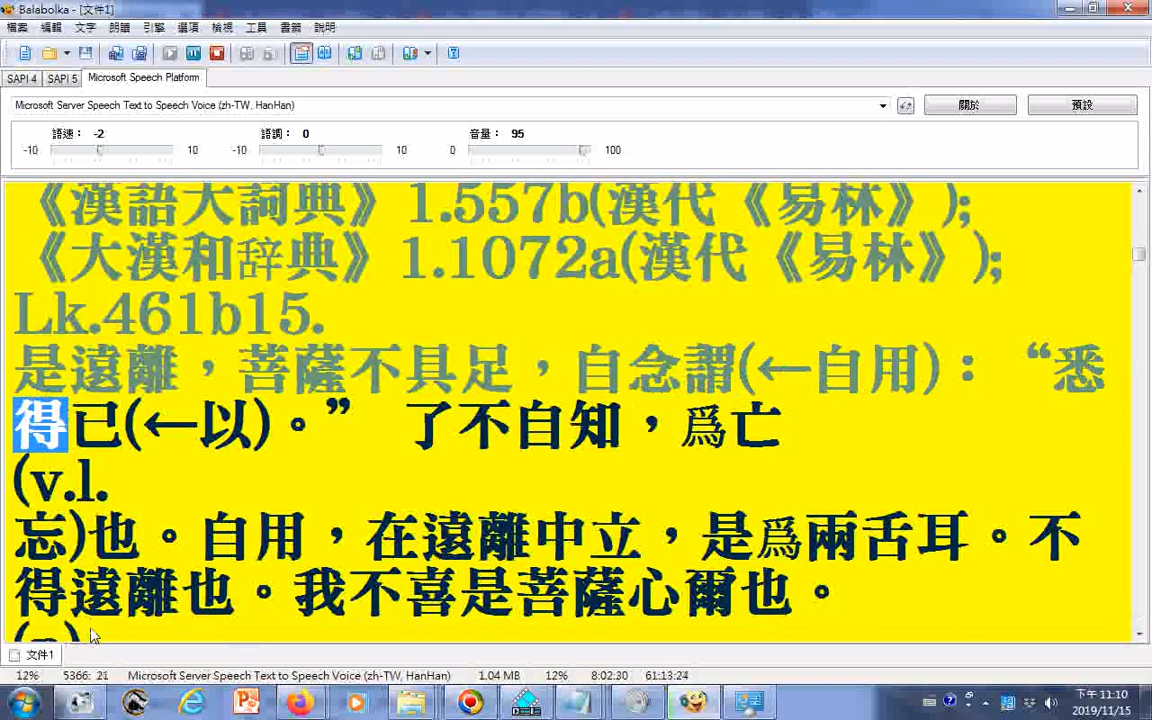 Balabolka - [文件1]
檔案 編輯 文字 朗讀 引擎 選項 檢視 工具 書籤 說明
SAPI 4 SAPI 5 Microsoft Speech Platform
Microsoft Server Speech Text to Speech Voice (zh-TW, HanHan) 關於 預設
語速： -2 語調： 0 音量： 95
-10 10 -10 10 0 100
《漢語大詞典》1.557b(漢代《易林》);
《大漢和辞典》1.1072a(漢代《易林》);
Lk.461b15.
是遠離，菩薩不具足，自念謂(←自用)：“悉
得已(←以)。” 了不自知，爲亡
(v.l.
忘)也。自用，在遠離中立，是爲兩舌耳。不
得遠離也。我不喜是菩薩心爾也。
文件1
12% 5366: 21 Microsoft Server Speech Text to Speech Voice (zh-TW, HanHan) 1.04 MB 12% 8:02:30 61:13:24
下午 11:10
2019/11/15